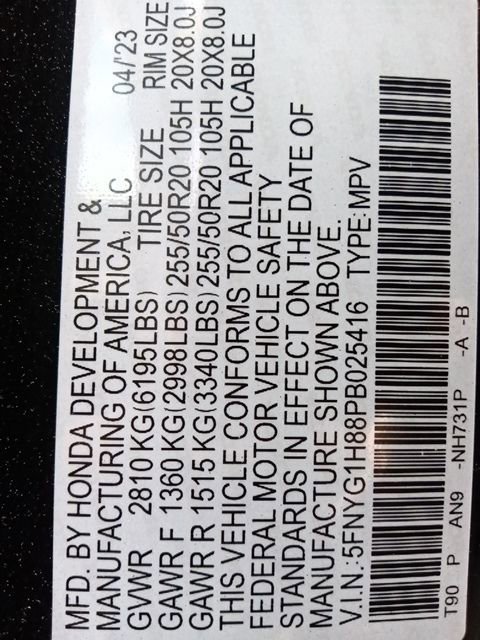 MFD. BY HONDA DEVELOPMENT &
MANUFACTURING OF AMERICA, LLC 04/'23
GVWR 2810 KG(6195LBS) TIRE SIZE RIM SIZE
GAWR F 1360 KG(2998LBS) 255/50R20 105H 20X8.0J
GAWR R 1515 KG(3340LBS) 255/50R20 105H 20X8.0J
THIS VEHICLE CONFORMS TO ALL APPLICABLE
FEDERAL MOTOR VEHICLE SAFETY
STANDARDS IN EFFECT ON THE DATE OF
MANUFACTURE SHOWN ABOVE.
V.I.N.:5FNYG1H88PB025416 TYPE:MPV
T90 P AN9 -NH731P -A -B